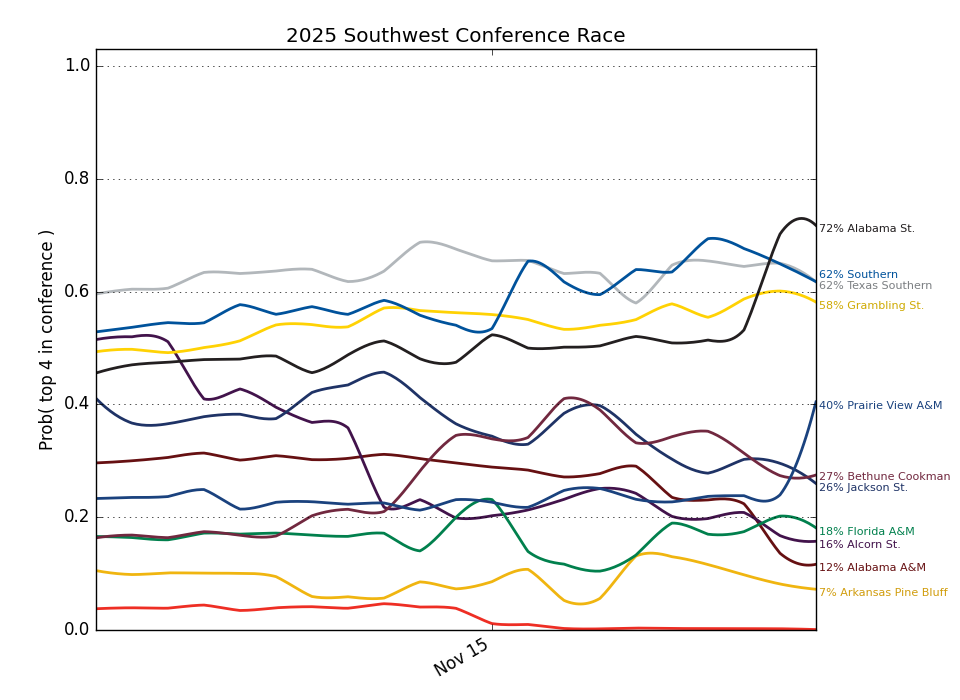 2025 Southwest Conference Race
1.0
0.8
0.6
0.4
0.2
0.0
Prob( top 4 in conference )
Nov 15
72% Alabama St.
62% Southern
62% Texas Southern
58% Grambling St.
40% Prairie View A&M
27% Bethune Cookman
26% Jackson St.
18% Florida A&M
16% Alcorn St.
12% Alabama A&M
7% Arkansas Pine Bluff